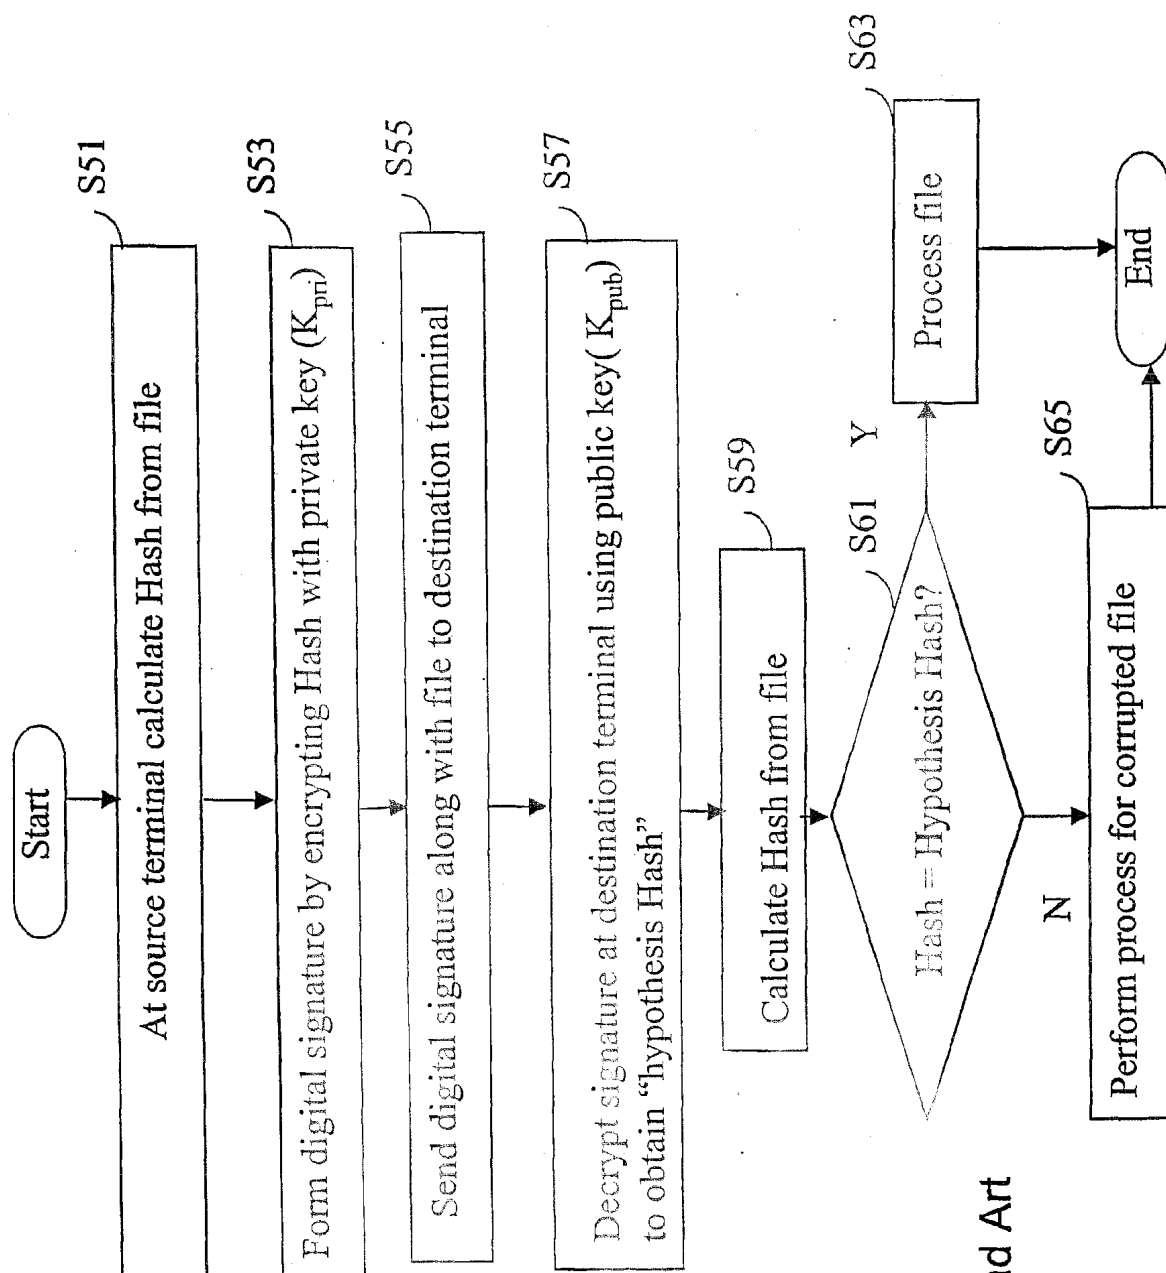 Start
S51
At source terminal calculate Hash from file
S53
Form digital signature by encrypting Hash with private key (Kpri)
S55
Send digital signature along with file to destination terminal
S57
Decrypt signature at destination terminal using public key( Kpub)
to obtain “hypothesis Hash”
S59
Calculate Hash from file
S61
Hash = Hypothesis Hash?
Y
S63
Process file
N
S65
Perform process for corrupted file
End
Art